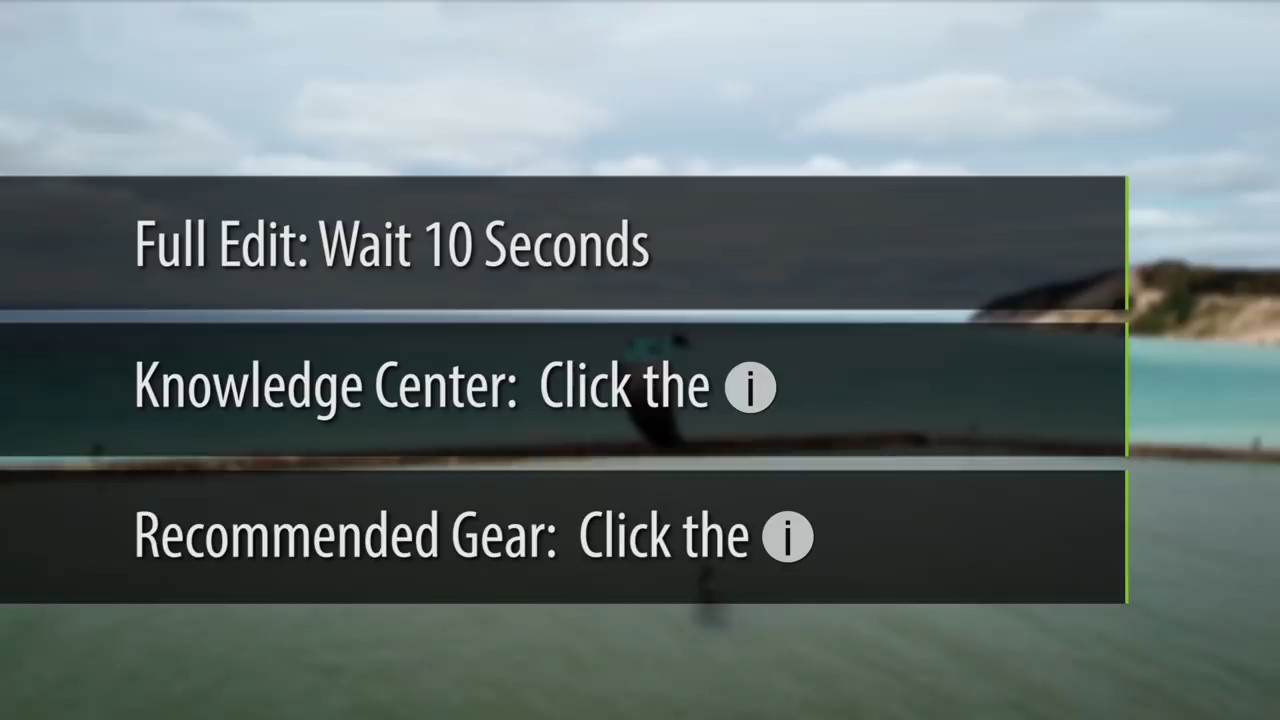 Full Edit: Wait 10 Seconds
Knowledge Center: Click the i
Recommended Gear: Click the i